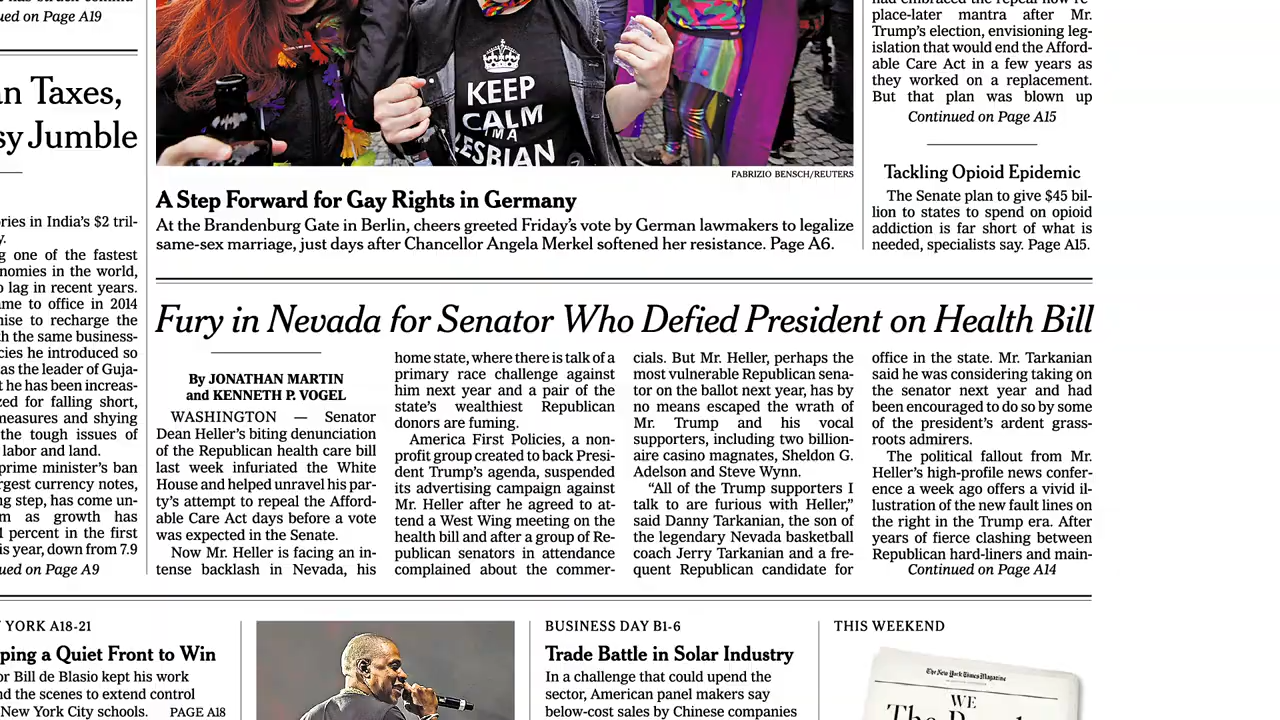 ued on Page A19
n Taxes,
sy Jumble
ries in India's $2 tril-
y.
g one of the fastest
nomies in the world,
o lag in recent years.
me to office in 2014
ise to recharge the
h the same business-
cies he introduced so
as the leader of Guja-
t he has been increas-
zed for falling short,
measures and shying
the tough issues of
labor and land.
prime minister's ban
rgest currency notes,
ng step, has come un-
m as growth has
1 percent in the first
is year, down from 7.9
ued on Page A9
KEEP
CALM
I'M A
LESBIAN
FABRIZIO BENSCH/REUTERS
A Step Forward for Gay Rights in Germany
At the Brandenburg Gate in Berlin, cheers greeted Friday's vote by German lawmakers to legalize
same-sex marriage, just days after Chancellor Angela Merkel softened her resistance. Page A6.
had embraced the repeal now re-
place-later mantra after Mr.
Trump's election, envisioning leg-
islation that would end the Afford-
able Care Act in a few years as
they worked on a replacement.
But that plan was blown up
Continued on Page A15
Tackling Opioid Epidemic
The Senate plan to give $45 bil-
lion to states to spend on opioid
addiction is far short of what is
needed, specialists say. Page A15.
Fury in Nevada for Senator Who Defied President on Health Bill
By JONATHAN MARTIN
and KENNETH P. VOGEL
WASHINGTON — Senator
Dean Heller's biting denunciation
of the Republican health care bill
last week infuriated the White
House and helped unravel his par-
ty's attempt to repeal the Afford-
able Care Act days before a vote
was expected in the Senate.
Now Mr. Heller is facing an in-
tense backlash in Nevada, his
home state, where there is talk of a
primary race challenge against
him next year and a pair of the
state's wealthiest Republican
donors are fuming.
America First Policies, a non-
profit group created to back Presi-
dent Trump's agenda, suspended
its advertising campaign against
Mr. Heller after he agreed to at-
tend a West Wing meeting on the
health bill and after a group of Re-
publican senators in attendance
complained about the commer-
cials. But Mr. Heller, perhaps the
most vulnerable Republican sena-
tor on the ballot next year, has by
no means escaped the wrath of
Mr. Trump and his vocal
supporters, including two billion-
aire casino magnates, Sheldon G.
Adelson and Steve Wynn.
“All of the Trump supporters I
talk to are furious with Heller,”
said Danny Tarkanian, the son of
the legendary Nevada basketball
coach Jerry Tarkanian and a fre-
quent Republican candidate for
office in the state. Mr. Tarkanian
said he was considering taking on
the senator next year and had
been encouraged to do so by some
of the president's ardent grass-
roots admirers.
The political fallout from Mr.
Heller's high-profile news confer-
ence a week ago offers a vivid il-
lustration of the new fault lines on
the right in the Trump era. After
years of fierce clashing between
Republican hard-liners and main-
Continued on Page A14
YORK A18-21
ping a Quiet Front to Win
or Bill de Blasio kept his work
nd the scenes to extend control
New York City schools. PAGE A18
BUSINESS DAY B1-6
Trade Battle in Solar Industry
In a challenge that could upend the
sector, American panel makers say
below-cost sales by Chinese companies
THIS WEEKEND
The New York Times Magazine
WE